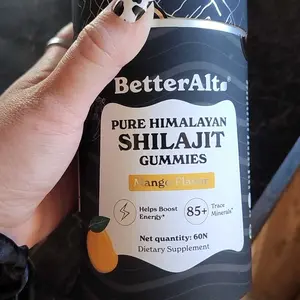 BetterAlt
PURE HIMALAYAN
SHILAJIT
GUMMIES
Mango Flavor
Helps Boost
Energy*
85+
Trace
Minerals*
Net quantity: 60N
Dietary Supplement